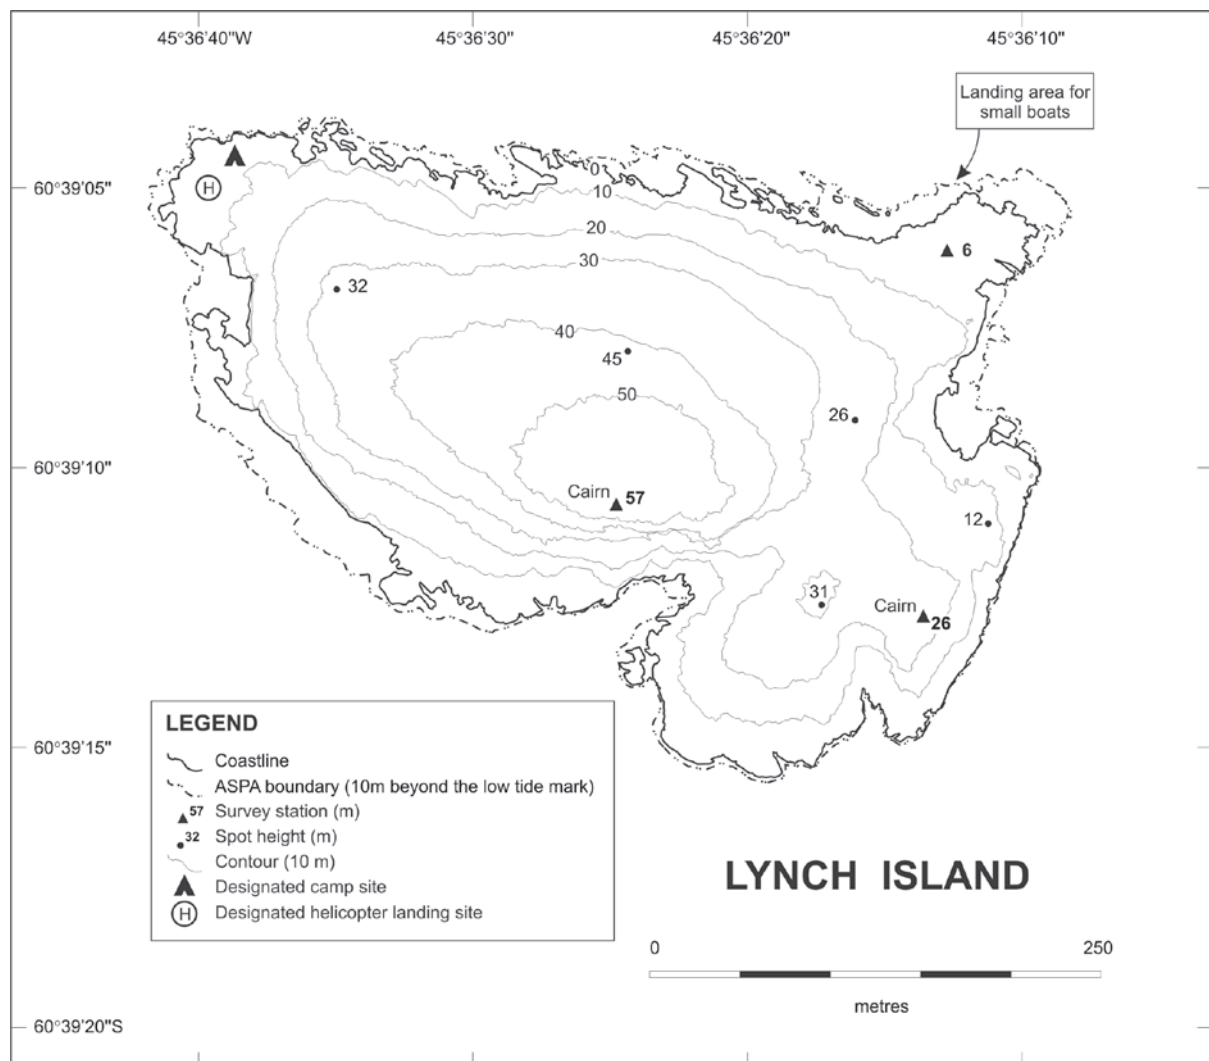 45°36'40"W
45°36'30"
45°36'20"
45°36'10"
Landing area for
small boats
60°39'05"
H
0
10
20
30
6
32
40
45
50
26
60°39'10"
Cairn
57
12
31
Cairn
26
LEGEND
60°39'15"
Coastline
ASPA boundary (10m beyond the low tide mark)
57 Survey station (m)
32 Spot height (m)
Contour (10 m)
Designated camp site
H Designated helicopter landing site
LYNCH ISLAND
0 250
metres
60°39'20"S